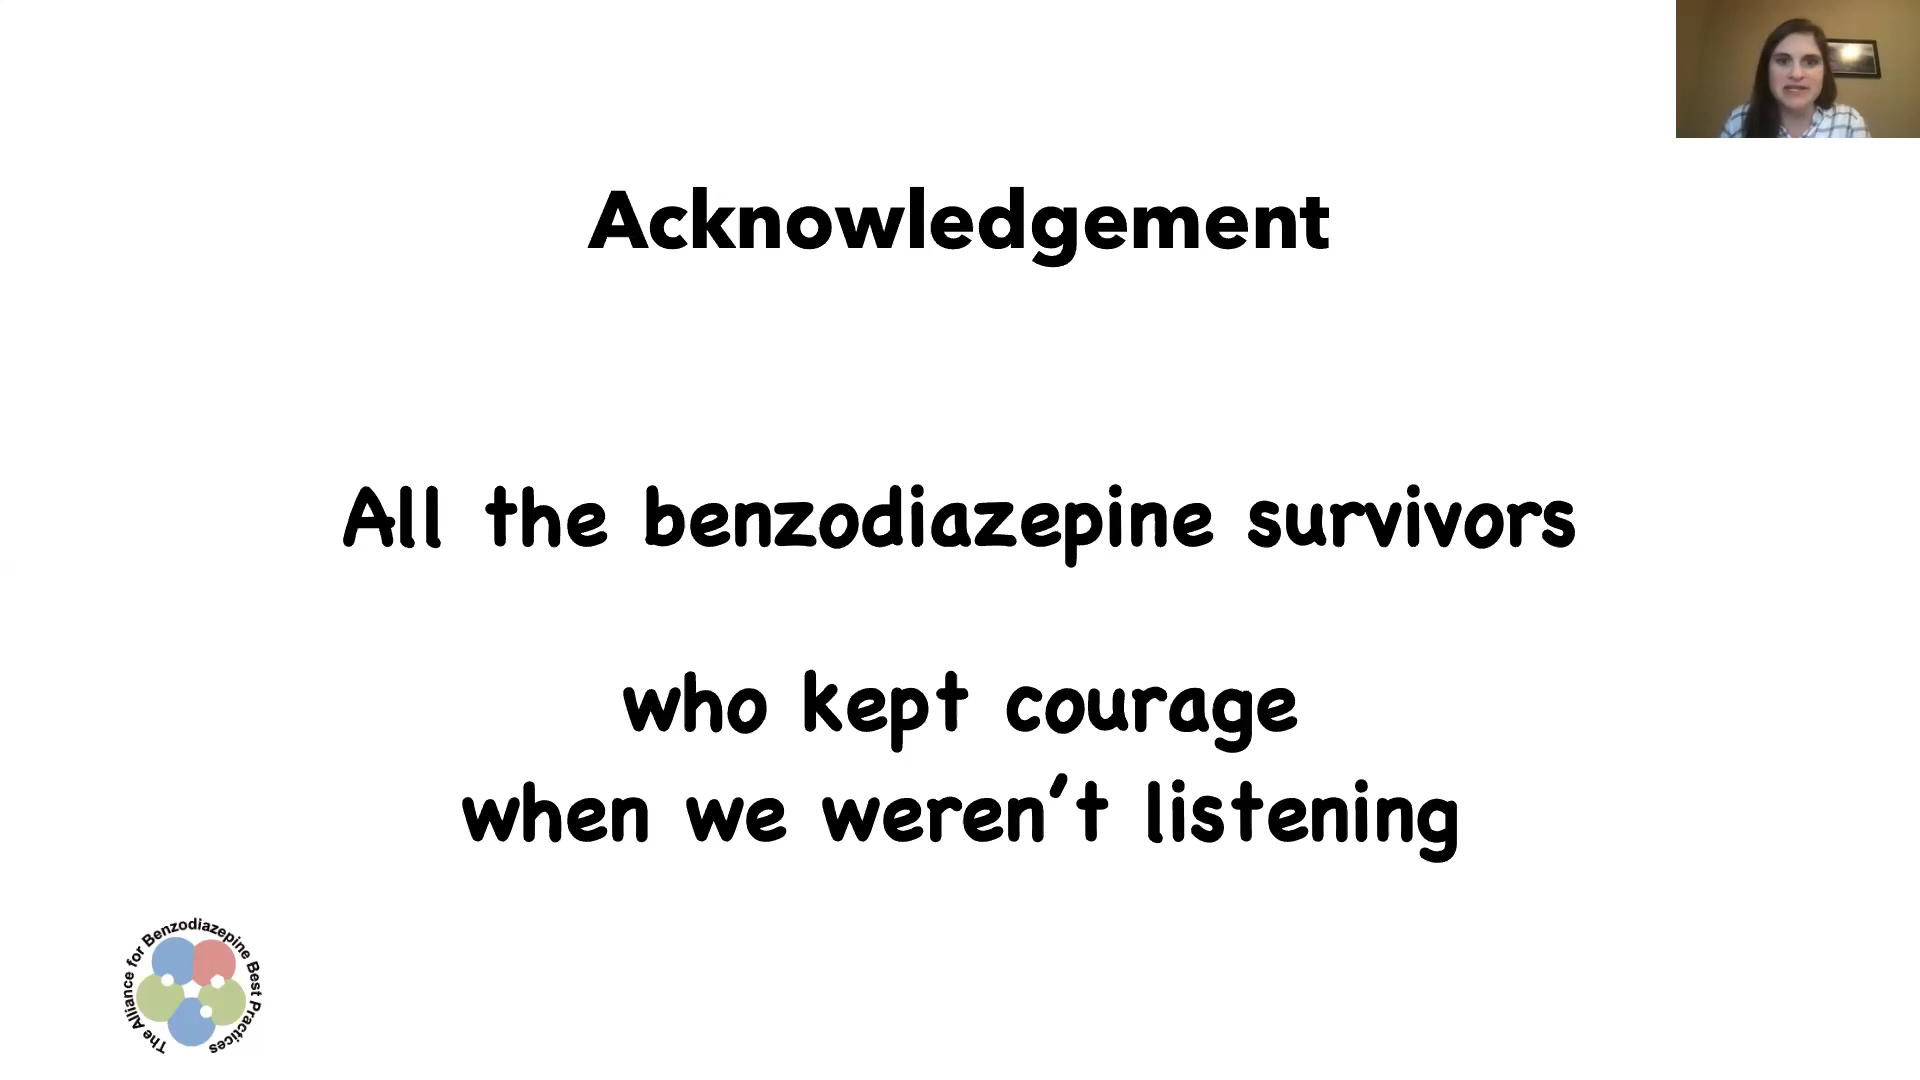 Acknowledgement
All the benzodiazepine survivors
who kept courage
when we weren’t listening
The Alliance for Benzodiazepine Best Practices